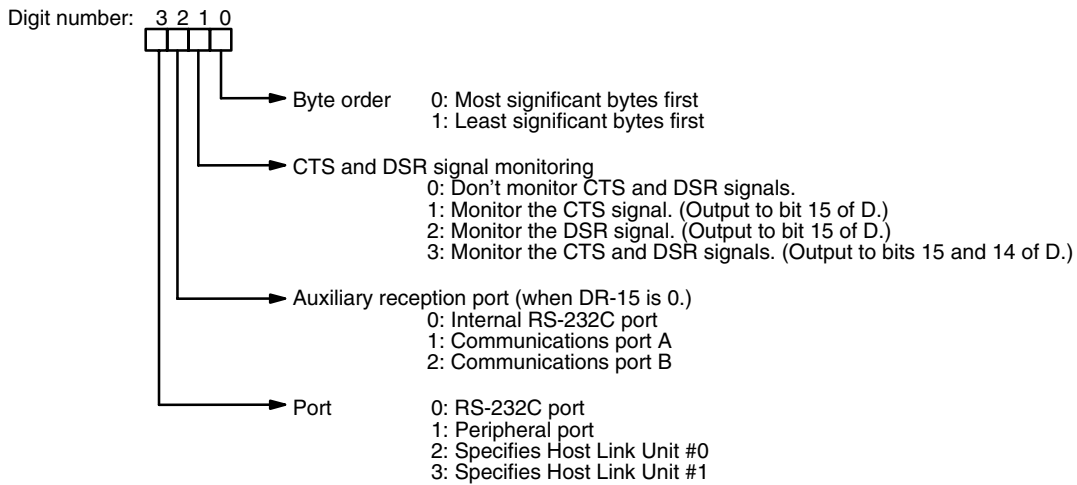 Digit number: 3 2 1 0
Byte order 0: Most significant bytes first
1: Least significant bytes first
CTS and DSR signal monitoring
0: Don't monitor CTS and DSR signals.
1: Monitor the CTS signal. (Output to bit 15 of D.)
2: Monitor the DSR signal. (Output to bit 15 of D.)
3: Monitor the CTS and DSR signals. (Output to bits 15 and 14 of D.)
Auxiliary reception port (when DR-15 is 0.)
0: Internal RS-232C port
1: Communications port A
2: Communications port B
Port 0: RS-232C port
1: Peripheral port
2: Specifies Host Link Unit #0
3: Specifies Host Link Unit #1